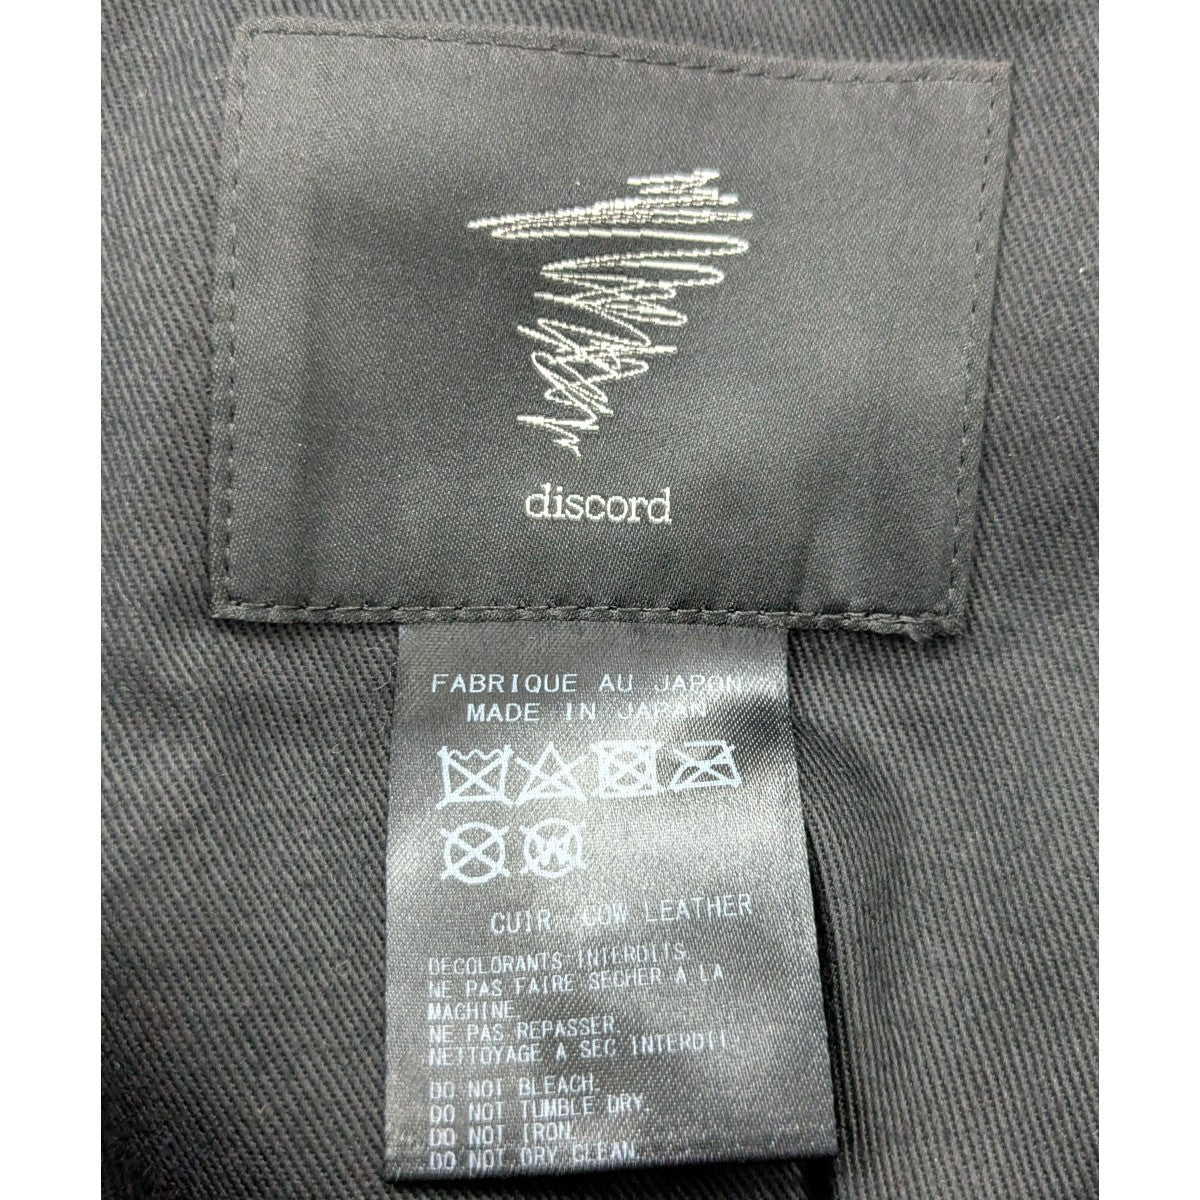 discord
FABRIQUE AU JAPON
MADE IN JAPAN
W
CUIR COW LEATHER
DECOLORANTS INTERDITS
NE PAS FAIRE SECHER A LA
MACHINE.
NE PAS REPASSER.
NETTOYAGE A SEC INTERDIT.
DO NOT BLEACH.
DO NOT TUMBLE DRY.
DO NOT IRON.
DO NOT DRY CLEAN.